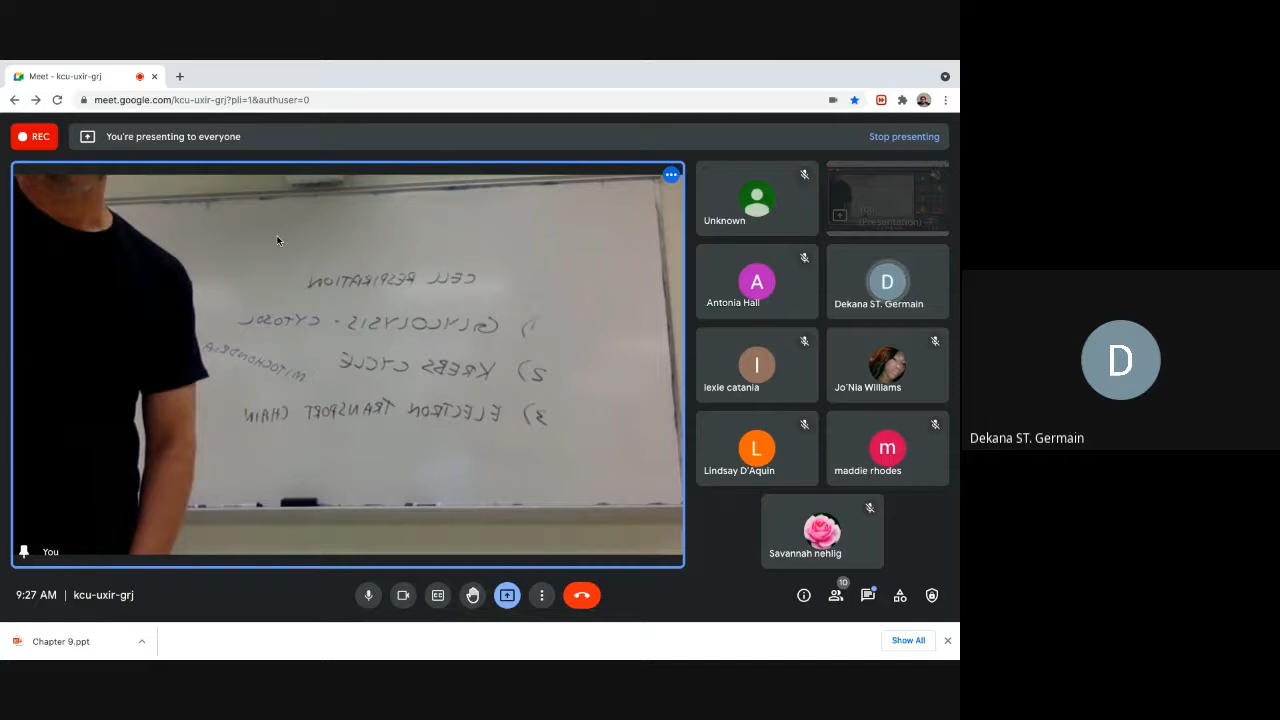 Meet - kcu-uxir-grj
meet.google.com/kcu-uxir-grj?pli=1&authuser=0
REC
You're presenting to everyone
Stop presenting
CELL RESPIRATION
1) GLYCOLYSIS - CYTOSOL
2) KREBS CYCLE MITOCHONDRIA
3) ELECTRON TRANSPORT CHAIN
You
Unknown
(Presentation)
A
Antonia Hall
D
Dekana ST. Germain
I
lexie catania
Jo'Nia Williams
L
Lindsay D'Aquin
m
maddie rhodes
Savannah nehlig
D
Dekana ST. Germain
9:27 AM | kcu-uxir-grj
CC
10
Chapter 9.ppt
Show All